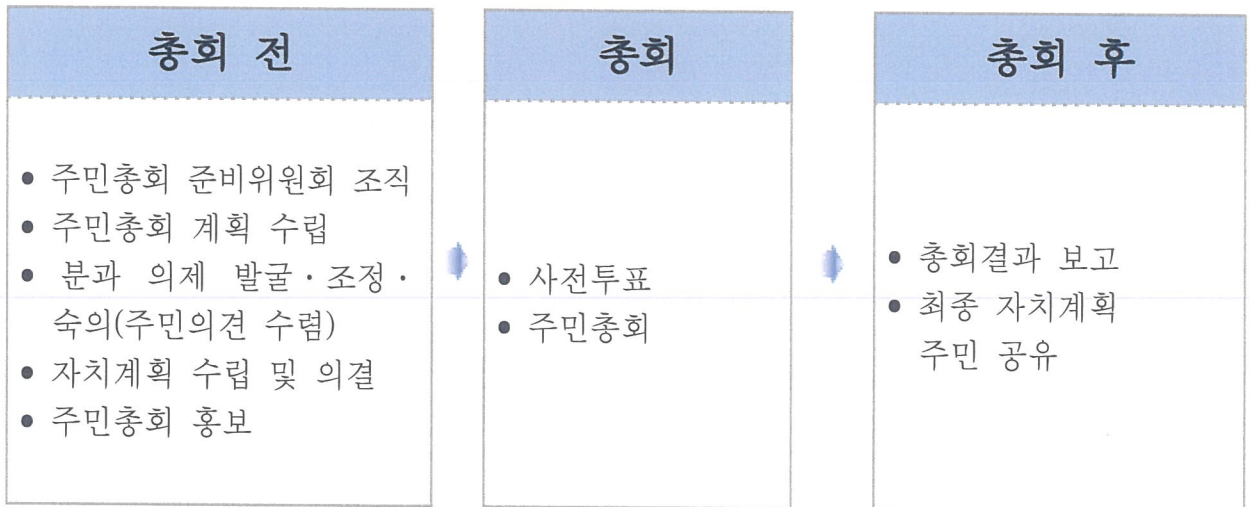 총회 전
• 주민총회 준비위원회 조직
• 주민총회 계획 수립
• 분과 의제 발굴·조정·
숙의(주민의견 수렴)
• 자치계획 수립 및 의결
• 주민총회 홍보
총회
• 사전투표
• 주민총회
총회 후
• 총회결과 보고
• 최종 자치계획
주민 공유